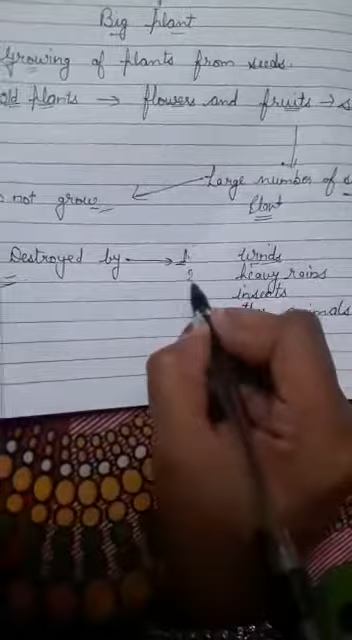 Big plant
Growing of plants from seeds.
old plants → flowers and fruits →
Large number of
not grow
Plant
Destroyed by → 1. winds
2 heavy rains
insects
animals